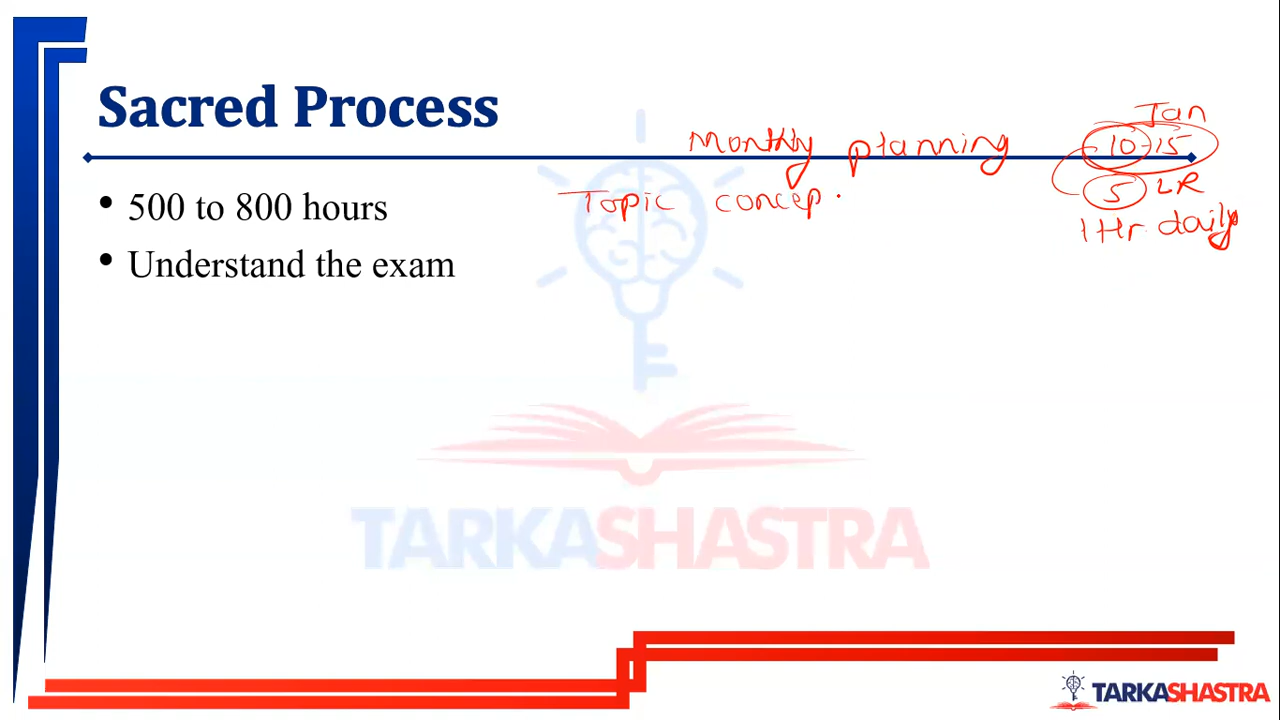 Sacred Process
Jan
Monthly planning 10-15
• 500 to 800 hours
Topic concep
5 LR
1 Hr daily
• Understand the exam
TARKASHASTRA
TARKASHASTRA